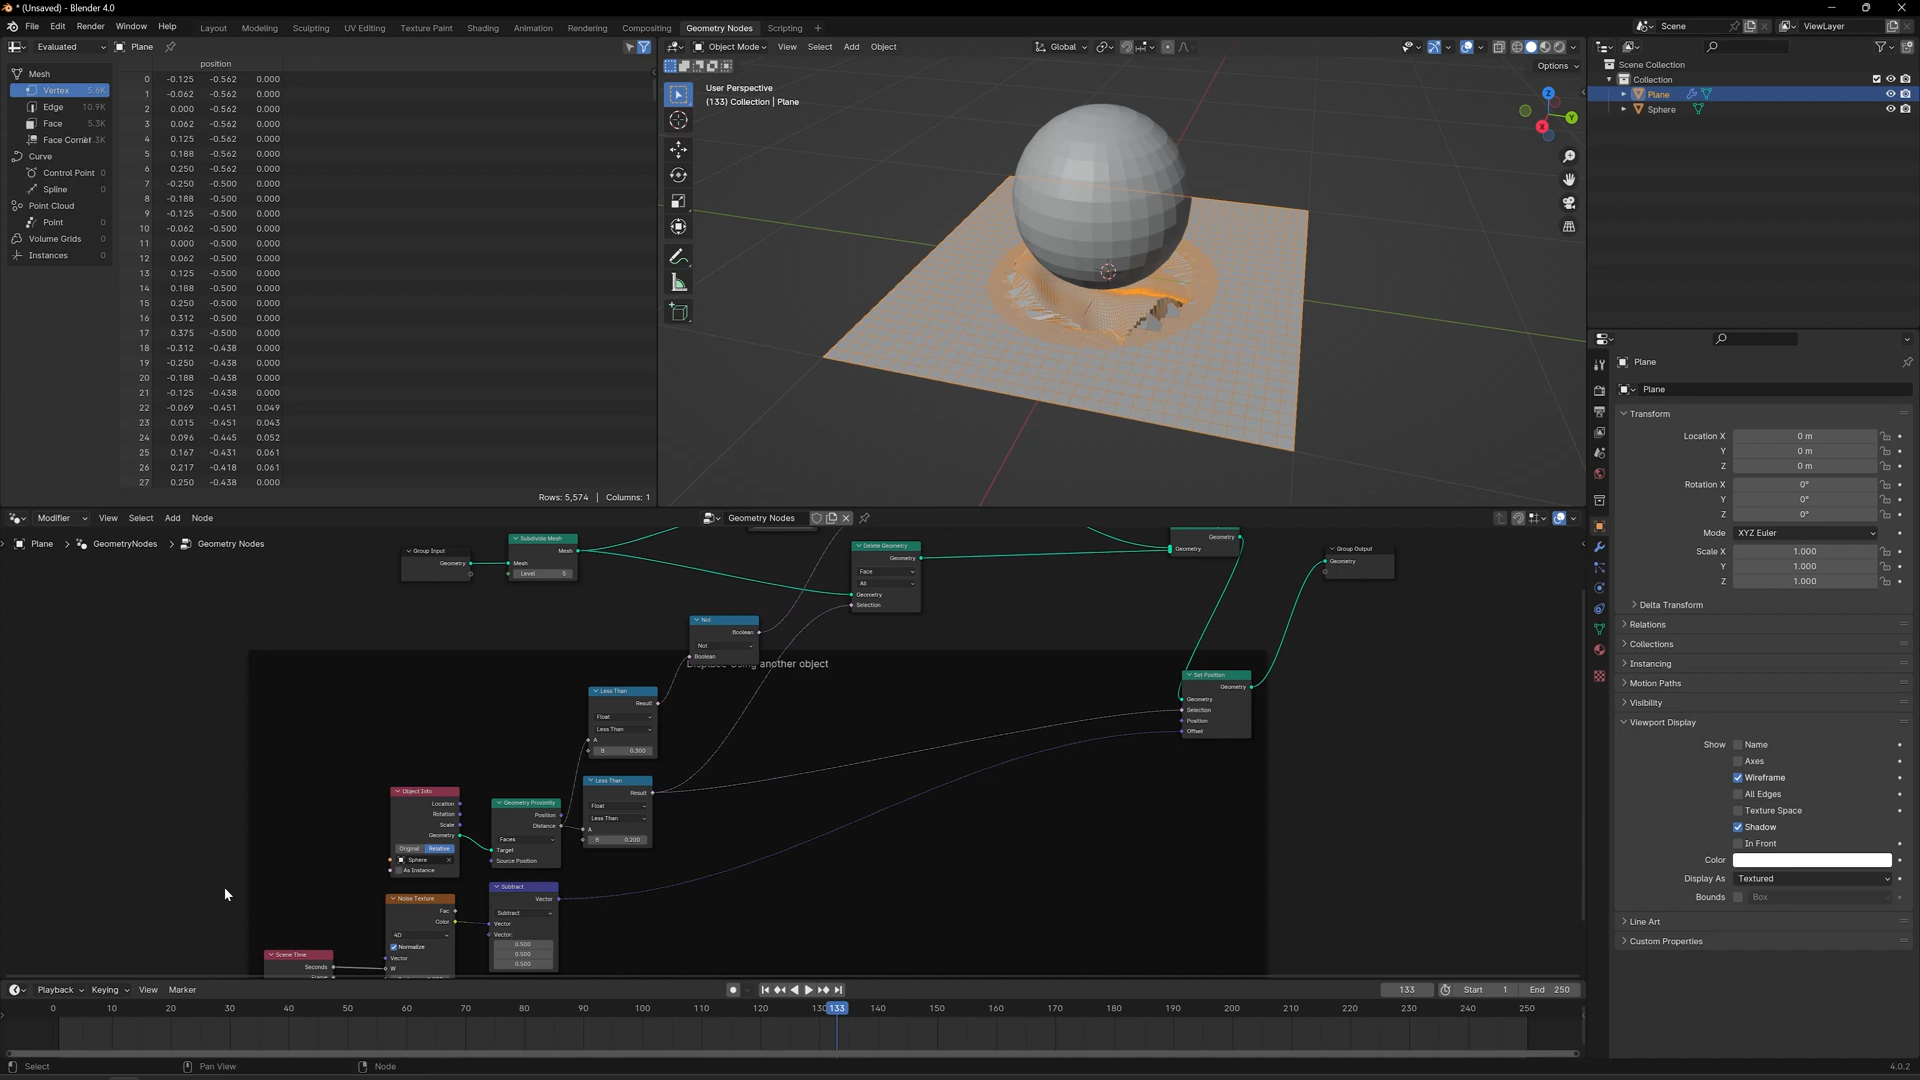 * (Unsaved) - Blender 4.0
File Edit Render Window Help
Layout Modeling Sculpting UV Editing Texture Paint Shading Animation Rendering Compositing Geometry Nodes Scripting +
Scene
ViewLayer
Evaluated Plane
Object Mode View Select Add Object
Global
Options
position
Mesh
Vertex 5.6K
Edge 10.9K
Face 5.3K
Face Corner
Curve
Control Point 0
Spline 0
Point Cloud
Point 0
Volume Grids 0
Instances 0
0 -0.125 -0.562 0.000
1 -0.062 -0.562 0.000
2 0.000 -0.562 0.000
3 0.062 -0.562 0.000
4 0.125 -0.562 0.000
5 0.188 -0.562 0.000
6 0.250 -0.562 0.000
7 -0.250 -0.500 0.000
8 -0.188 -0.500 0.000
9 -0.125 -0.500 0.000
10 -0.062 -0.500 0.000
11 0.000 -0.500 0.000
12 0.062 -0.500 0.000
13 0.125 -0.500 0.000
14 0.188 -0.500 0.000
15 0.250 -0.500 0.000
16 0.312 -0.500 0.000
17 0.375 -0.500 0.000
18 -0.312 -0.438 0.000
19 -0.250 -0.438 0.000
20 -0.188 -0.438 0.000
21 -0.125 -0.438 0.000
22 -0.069 -0.451 0.049
23 0.015 -0.451 0.043
24 0.096 -0.445 0.052
25 0.167 -0.431 0.061
26 0.217 -0.418 0.061
27 0.250 -0.438 0.000
Rows: 5,574 | Columns: 1
User Perspective
(133) Collection | Plane
Z
Y
X
Scene Collection
Collection
Plane
Sphere
Plane
Plane
Transform
Location X 0 m
Y 0 m
Z 0 m
Rotation X 0°
Y 0°
Z 0°
Mode XYZ Euler
Scale X 1.000
Y 1.000
Z 1.000
Delta Transform
Relations
Collections
Instancing
Motion Paths
Visibility
Viewport Display
Show Name
Axes
Wireframe
All Edges
Texture Space
Shadow
In Front
Color
Display As Textured
Bounds Box
Line Art
Custom Properties
Modifier View Select Add Node
Geometry Nodes
Plane > GeometryNodes > Geometry Nodes
Group Input
Geometry
Subdivide Mesh
Mesh
Mesh
Level 5
Delete Geometry
Geometry
Face
All
Geometry
Selection
Geometry
Geometry
Group Output
Geometry
Not
Boolean
Not
Boolean
Displace Using another object
Less Than
Result
Float
Less Than
A
B 0.300
Set Position
Geometry
Geometry
Selection
Position
Offset
Less Than
Result
Float
Less Than
A
B 0.200
Object Info
Location
Rotation
Scale
Geometry
Original Relative
Sphere
As Instance
Geometry Proximity
Position
Distance
Faces
Target
Source Position
Noise Texture
Fac
Color
4D
Normalize
Vector
W
Subtract
Vector
Subtract
Vector
Vector:
0.500
0.500
0.500
Scene Time
Seconds
Playback Keying View Marker
133 Start 1 End 250
0 10 20 30 40 50 60 70 80 90 100 110 120 130 133 140 150 160 170 180 190 200 210 220 230 240 250
Select Pan View Node
4.0.2